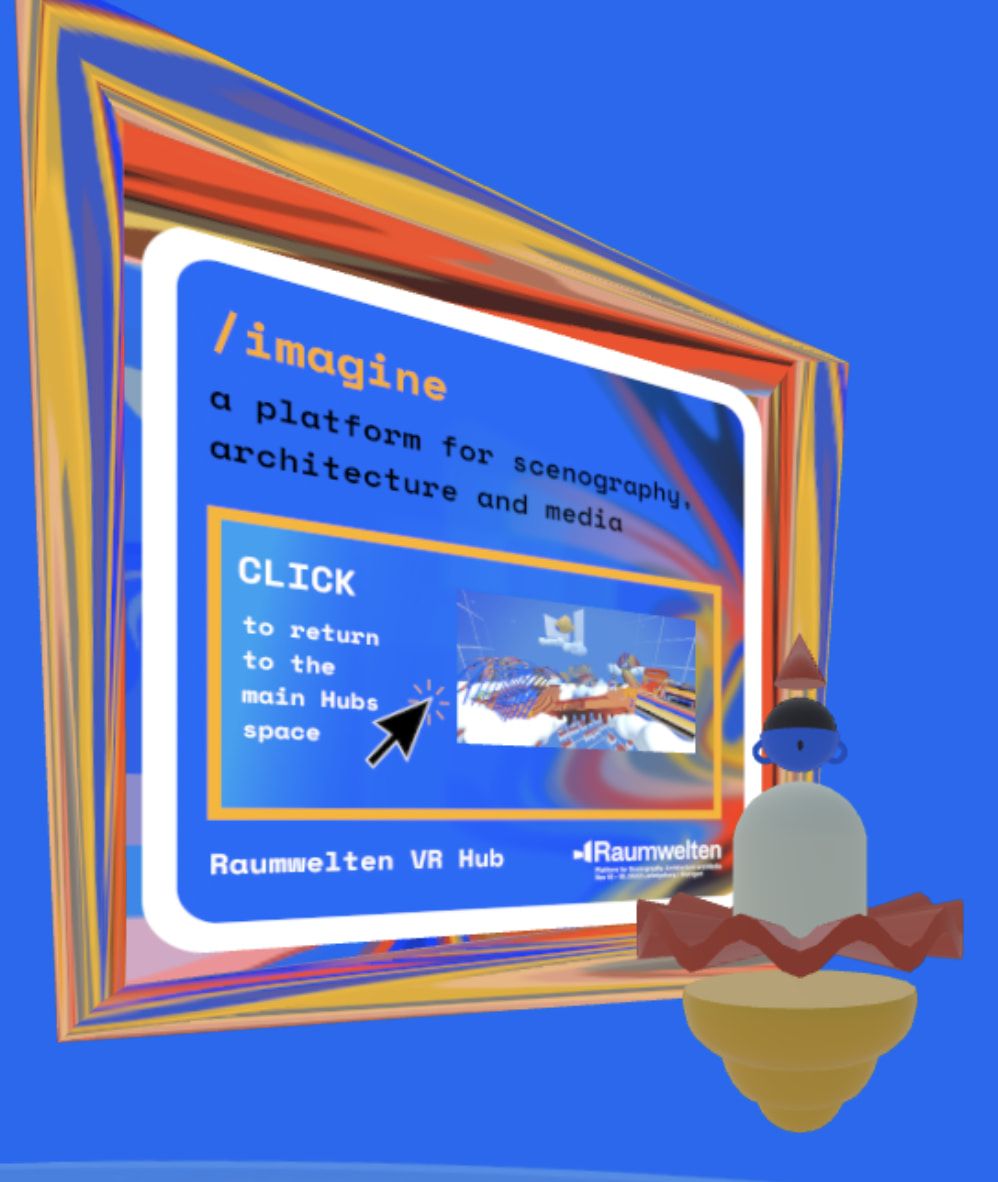 /imagine
a platform for scenography,
architecture and media
CLICK
to return
to the
main Hubs
space
Raumwelten VR Hub
Raumwelten